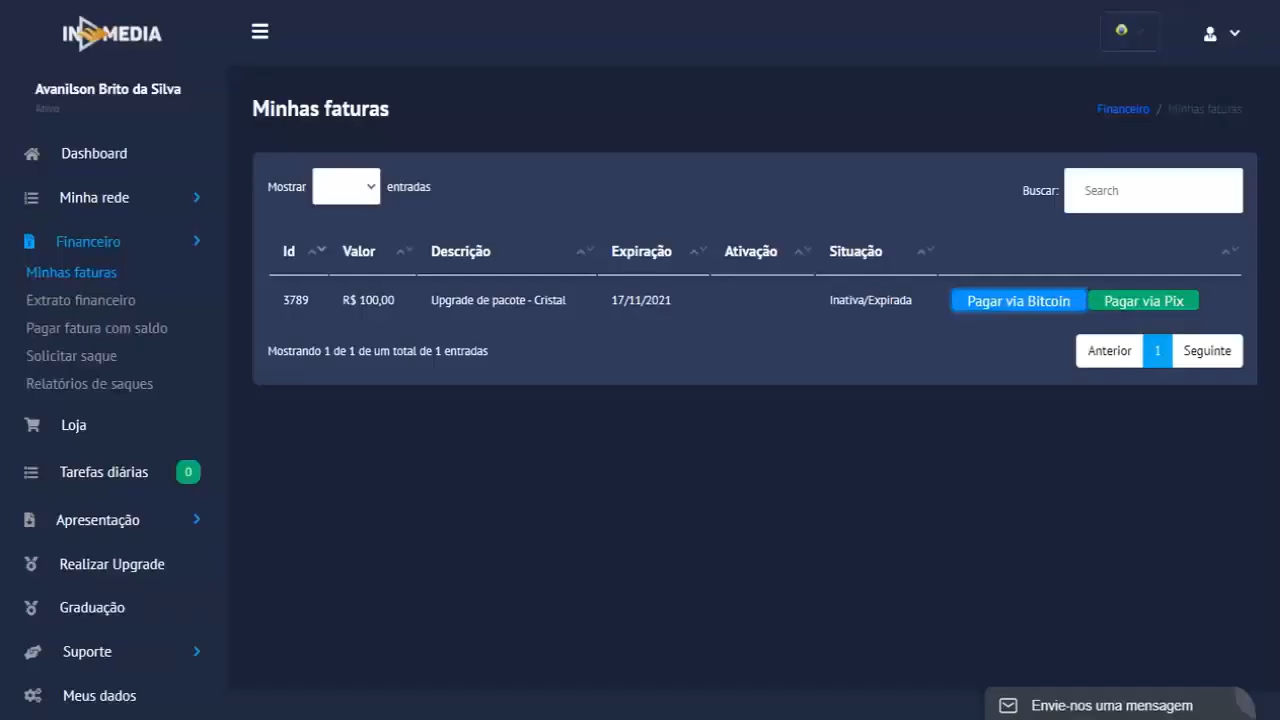 IN MEDIA
Avanilson Brito da Silva
Ativo
Dashboard
Minha rede
Financeiro
Minhas faturas
Extrato financeiro
Pagar fatura com saldo
Solicitar saque
Relatórios de saques
Loja
Tarefas diárias 0
Apresentação
Realizar Upgrade
Graduação
Suporte
Meus dados
Minhas faturas
Financeiro / Minhas faturas
Mostrar entradas
Buscar: Search
Id Valor Descrição Expiração Ativação Situação
3789 R$ 100,00 Upgrade de pacote - Cristal 17/11/2021 Inativa/Expirada Pagar via Bitcoin Pagar via Pix
Mostrando 1 de 1 de um total de 1 entradas
Anterior 1 Seguinte
Envie-nos uma mensagem